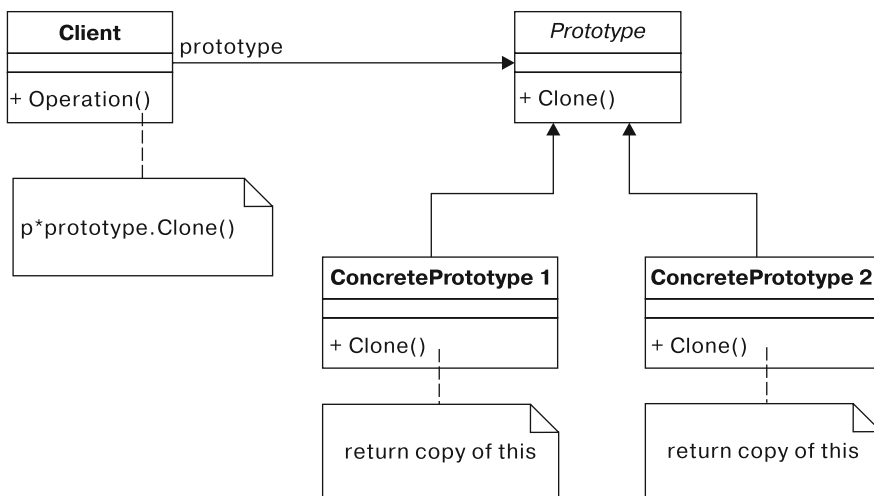 Client
prototype
Prototype
+ Operation()
+ Clone()
p*prototype.Clone()
ConcretePrototype 1
ConcretePrototype 2
+ Clone()
+ Clone()
return copy of this
return copy of this